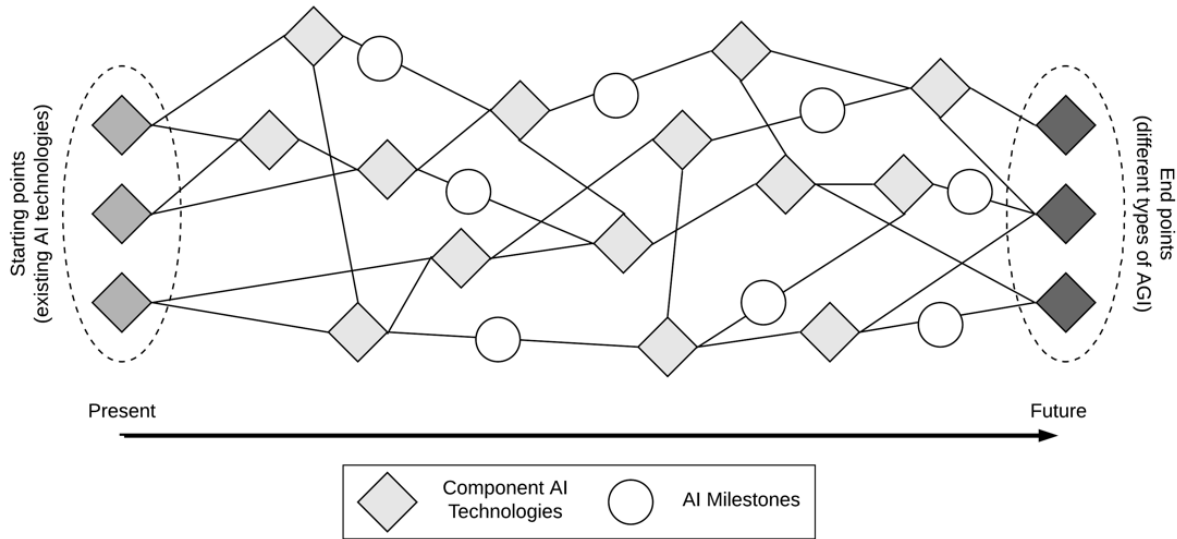 Starting points
(existing AI technologies)
End points
(different types of AGI)
Present
Future
Component AI
Technologies
AI Milestones